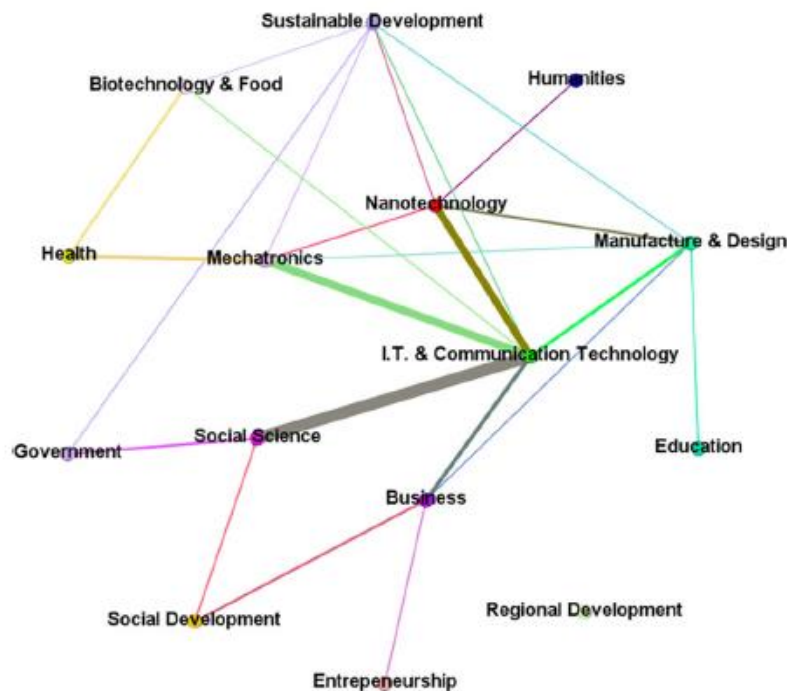 Sustainable Development
Humanities
Biotechnology & Food
Nanotechnology
Manufacture & Design
Health
Mechatronics
I.T. & Communication Technology
Social Science
Government
Education
Business
Regional Development
Social Development
Entrepeneurship